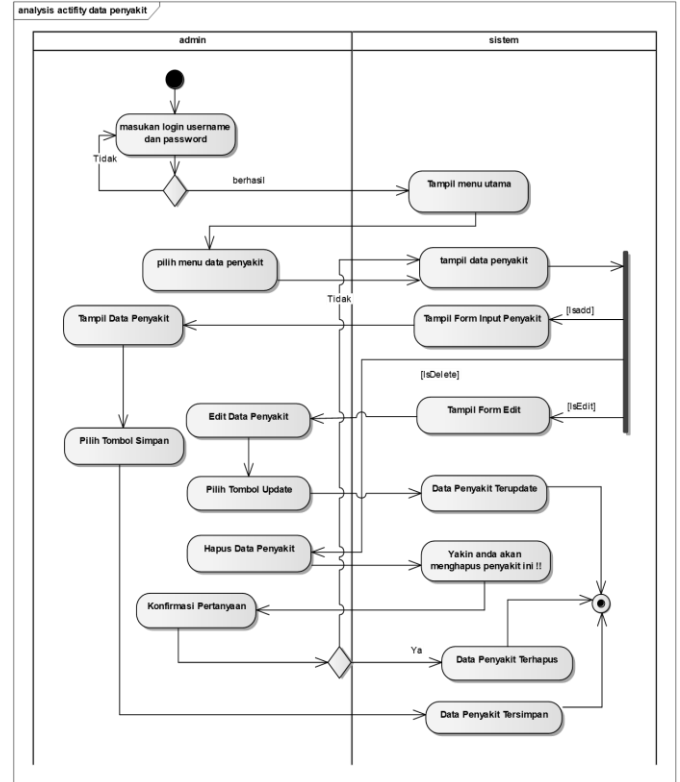 analysis actifity data penyakit
admin
sistem
masukan login username
dan password
Tidak
berhasil
Tampil menu utama
pilih menu data penyakit
tampil data penyakit
Tidak
Tampil Data Penyakit
Tampil Form Input Penyakit
[Isadd]
[IsDelete]
Edit Data Penyakit
Tampil Form Edit
[IsEdit]
Pilih Tombol Simpan
Pilih Tombol Update
Data Penyakit Terupdate
Hapus Data Penyakit
Yakin anda akan
menghapus penyakit ini !!
Konfirmasi Pertanyaan
Ya
Data Penyakit Terhapus
Data Penyakit Tersimpan